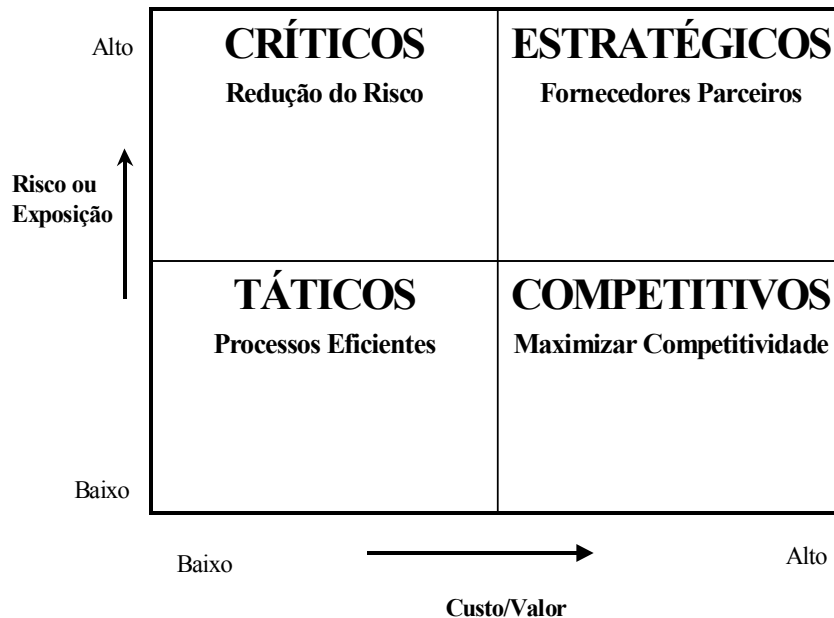 Alto
CRÍTICOS
Redução do Risco
ESTRATÉGICOS
Fornecedores Parceiros
Risco ou
Exposição
TÁTICOS
Processos Eficientes
COMPETITIVOS
Maximizar Competitividade
Baixo
Baixo
Alto
Custo/Valor